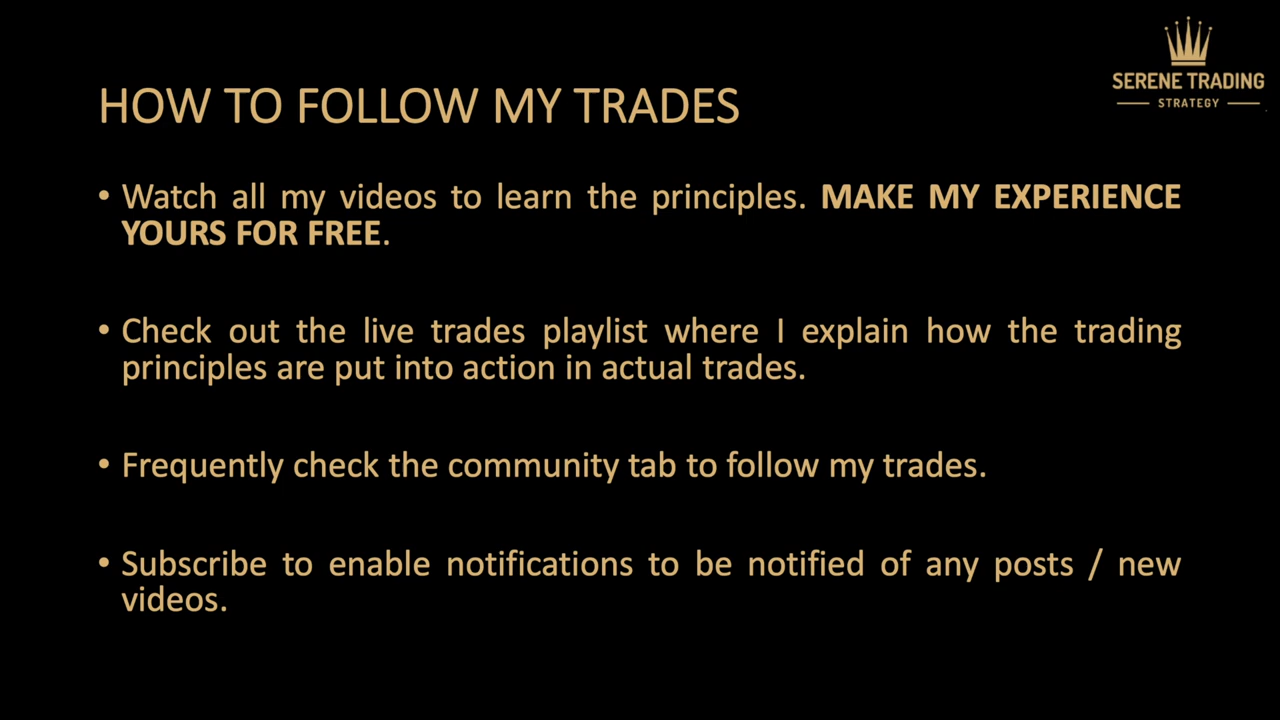 SERENE TRADING
STRATEGY
HOW TO FOLLOW MY TRADES
• Watch all my videos to learn the principles. MAKE MY EXPERIENCE
YOURS FOR FREE.
• Check out the live trades playlist where I explain how the trading
principles are put into action in actual trades.
• Frequently check the community tab to follow my trades.
• Subscribe to enable notifications to be notified of any posts / new
videos.